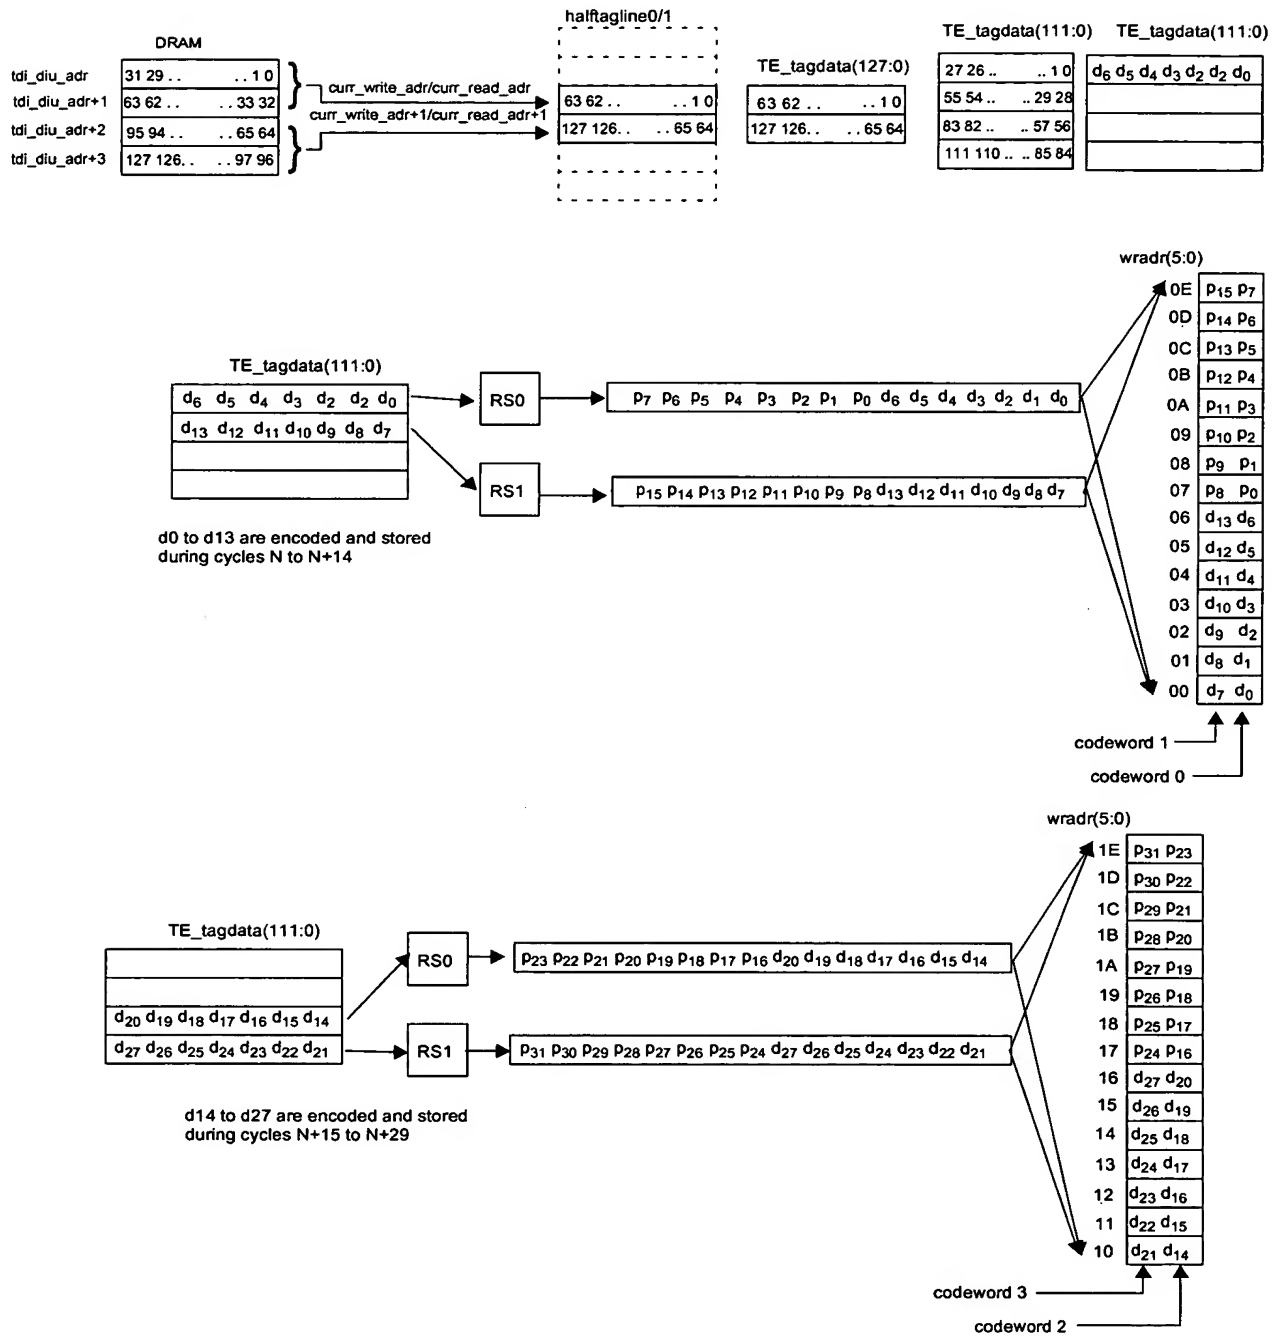 halftagline0/1
DRAM
TE_tagdata(111:0) TE_tagdata(111:0)
TE_tagdata(127:0)
tdi_diu_adr 31 29 . . . . 1 0
tdi_diu_adr+1 63 62 . . . . 33 32
tdi_diu_adr+2 95 94 . . . . 65 64
tdi_diu_adr+3 127 126. . . . 97 96
curr_write_adr/curr_read_adr
curr_write_adr+1/curr_read_adr+1
63 62 . . . . 1 0
127 126. . . . 65 64
63 62 . . . . 1 0
127 126. . . . 65 64
27 26 .. .. 1 0
55 54 .. .. 29 28
83 82 .. .. 57 56
111 110 .. .. 85 84
d6 d5 d4 d3 d2 d2 d0
wradr(5:0)
TE_tagdata(111:0)
d6 d5 d4 d3 d2 d2 d0
d13 d12 d11 d10 d9 d8 d7
RS0
p7 p6 p5 p4 p3 p2 p1 p0 d6 d5 d4 d3 d2 d1 d0
RS1
p15 p14 p13 p12 p11 p10 p9 p8 d13 d12 d11 d10 d9 d8 d7
d0 to d13 are encoded and stored
during cycles N to N+14
0E p15 p7
0D p14 p6
0C p13 p5
0B p12 p4
0A p11 p3
09 p10 p2
08 p9 p1
07 p8 p0
06 d13 d6
05 d12 d5
04 d11 d4
03 d10 d3
02 d9 d2
01 d8 d1
00 d7 d0
codeword 1
codeword 0
wradr(5:0)
TE_tagdata(111:0)
d20 d19 d18 d17 d16 d15 d14
d27 d26 d25 d24 d23 d22 d21
RS0
p23 p22 p21 p20 p19 p18 p17 p16 d20 d19 d18 d17 d16 d15 d14
RS1
p31 p30 p29 p28 p27 p26 p25 p24 d27 d26 d25 d24 d23 d22 d21
d14 to d27 are encoded and stored
during cycles N+15 to N+29
1E p31 p23
1D p30 p22
1C p29 p21
1B p28 p20
1A p27 p19
19 p26 p18
18 p25 p17
17 p24 p16
16 d27 d20
15 d26 d19
14 d25 d18
13 d24 d17
12 d23 d16
11 d22 d15
10 d21 d14
codeword 3
codeword 2